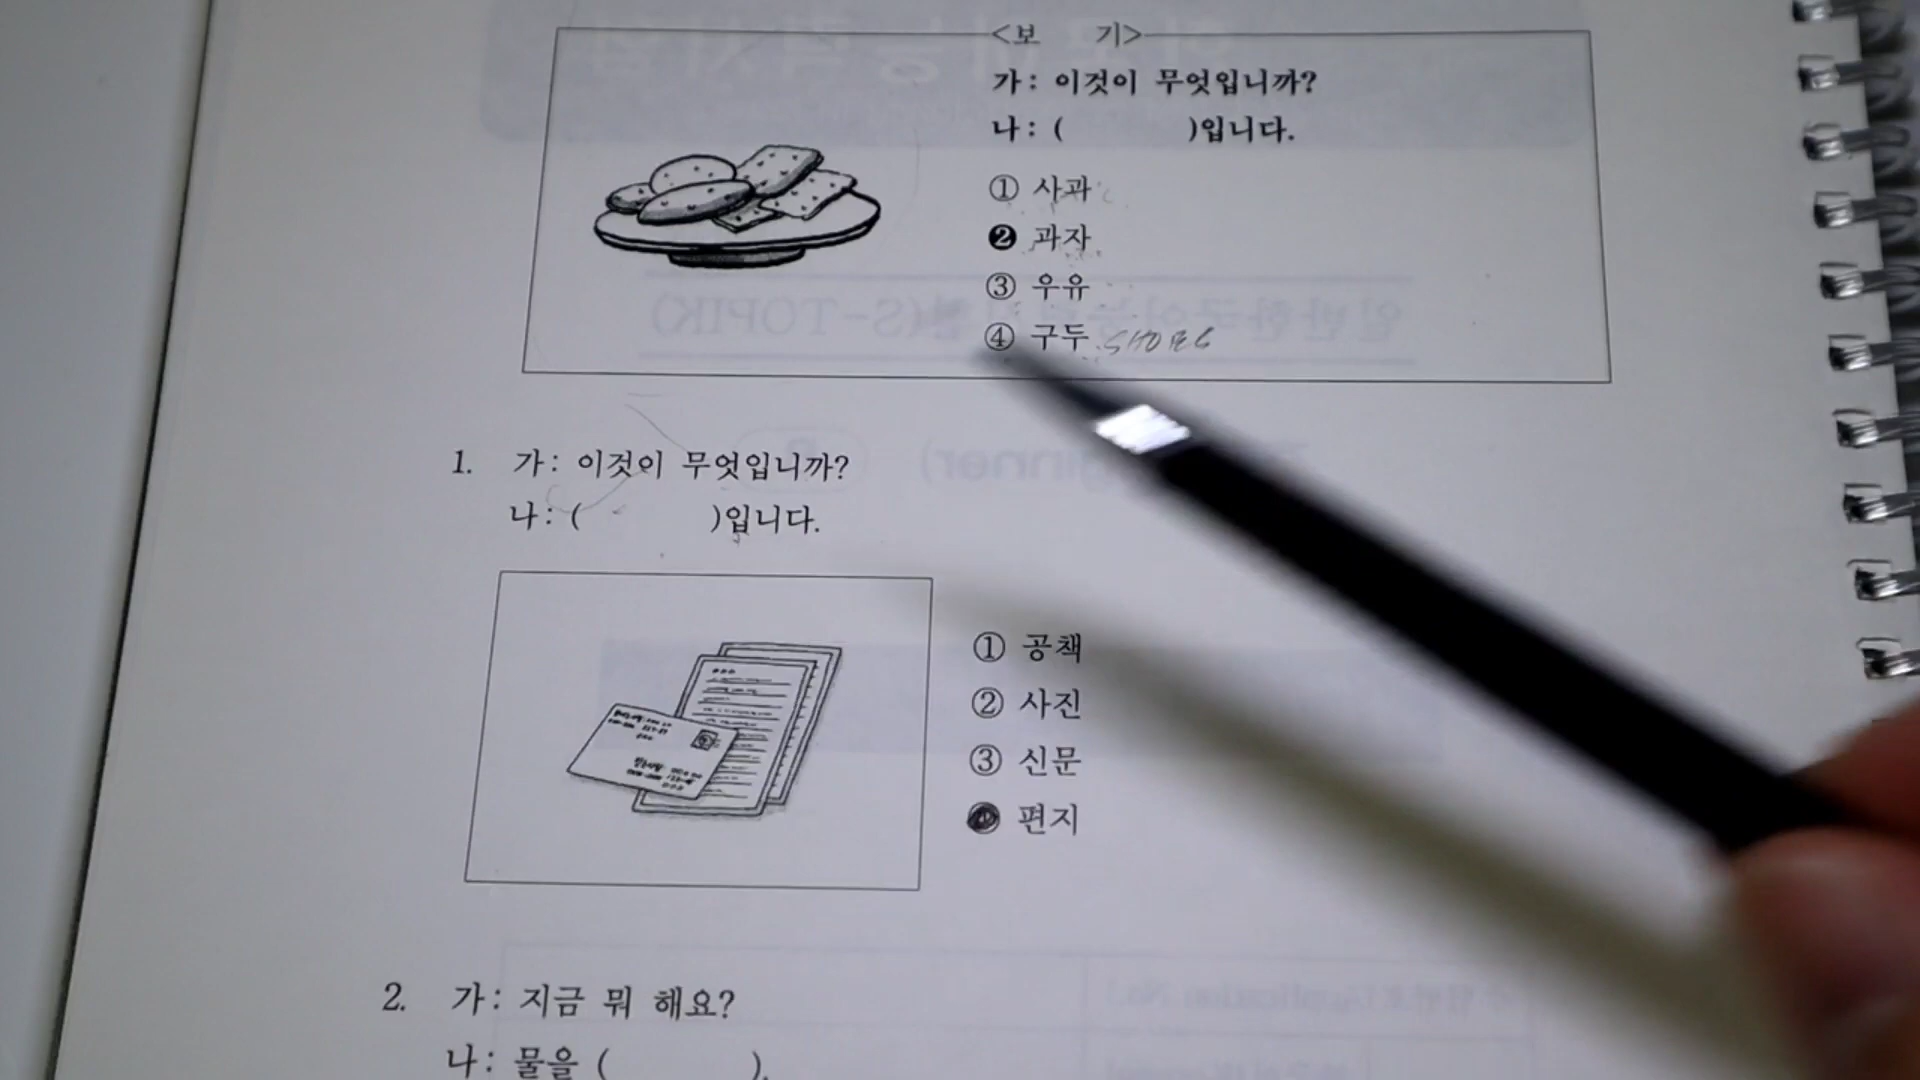 <보 기>
가: 이것이 무엇입니까?
나: ( )입니다.
① 사과
❷ 과자
③ 우유
④ 구두 SHOES
1. 가: 이것이 무엇입니까?
나: ( )입니다.
① 공책
② 사진
③ 신문
④ 편지
2. 가: 지금 뭐 해요?
나: 물을 ( ).